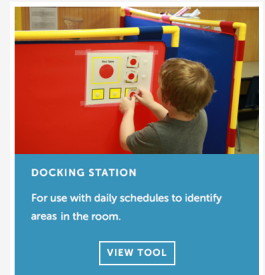 DOCKING STATION
For use with daily schedules to identify
areas in the room.
VIEW TOOL